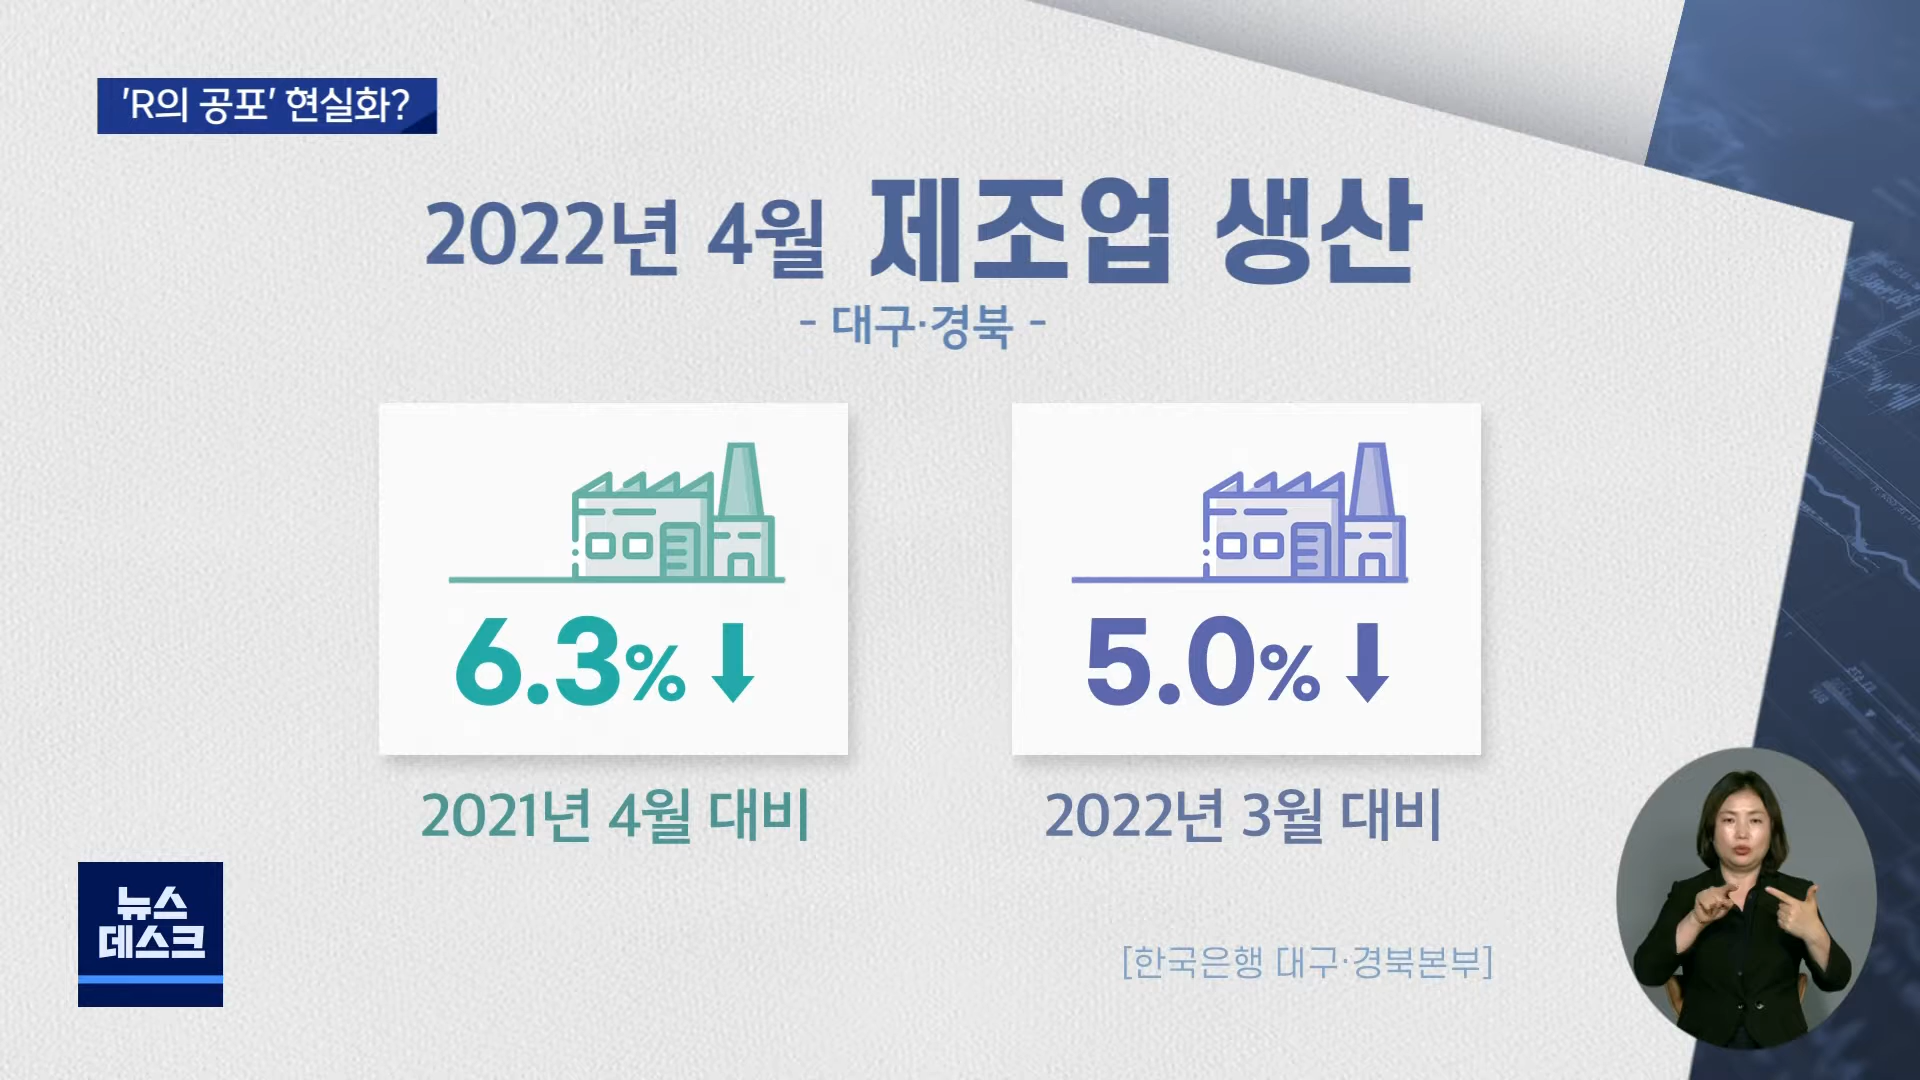 'R의 공포' 현실화?
2022년 4월 제조업 생산
- 대구·경북 -
6.3%
5.0%
2021년 4월 대비
2022년 3월 대비
뉴스
데스크
[한국은행 대구·경북본부]